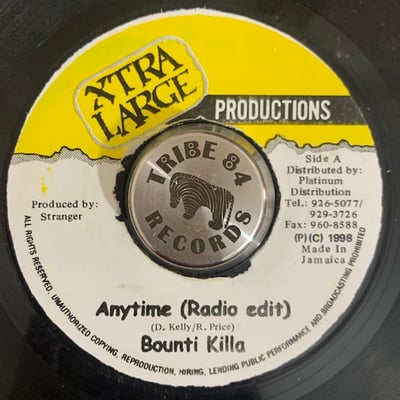 XTRA
LARGE
PRODUCTIONS
TRIBE 84
RECORDS
Produced by:
Stranger
Side A
Distributed by:
Platinum
Distribution
Tel.: 926-5077/
929-3726
Fax: 960-8588
(P)(C) 1998
Made In
Jamaica
Anytime (Radio edit)
(D. Kelly/R. Price)
Bounti Killa
ALL RIGHTS RESERVED. UNAUTHORIZED COPYING, REPRODUCTION, HIRING, LENDING PUBLIC PERFORMANCE AND BROADCASTING PROHIBITED